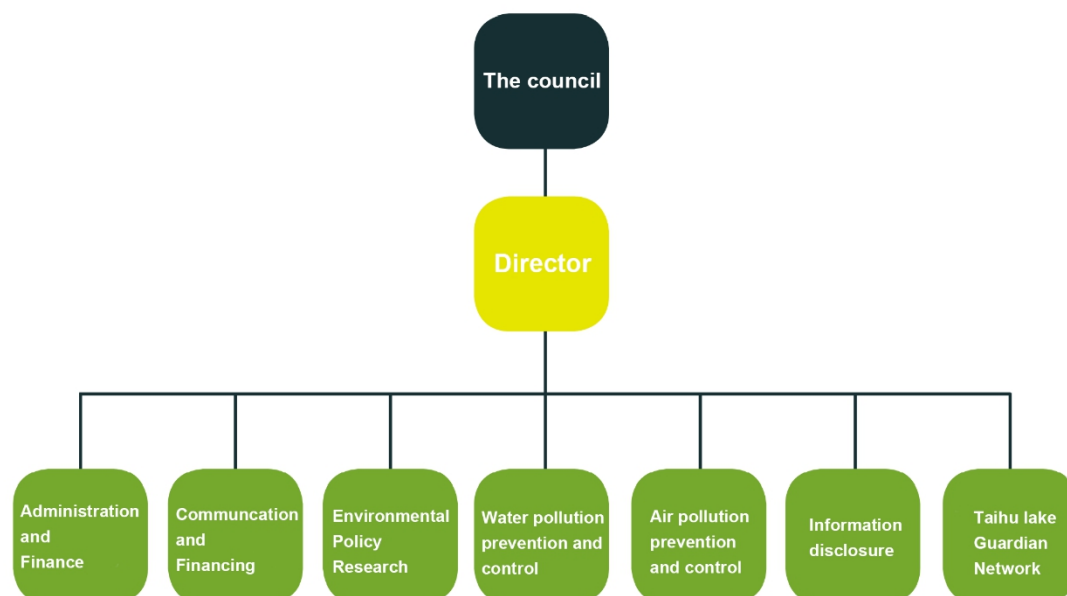 The council
Director
Administration
and
Finance
Communcation
and
Financing
Environmental
Policy
Research
Water pollution
prevention and
control
Air pollution
prevention
and control
Information
disclosure
Taihu lake
Guardian
Network